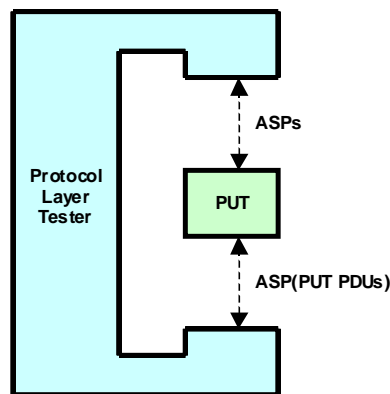 ASPs
Protocol
Layer
Tester
PUT
ASP(PUT PDUs)